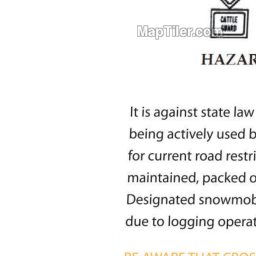 CATTLE
GUARD
MapTiler.com
HAZAR
It is against state law
being actively used b
for current road restri
maintained, packed o
Designated snowmob
due to logging operat
BE AWARE THAT CROS